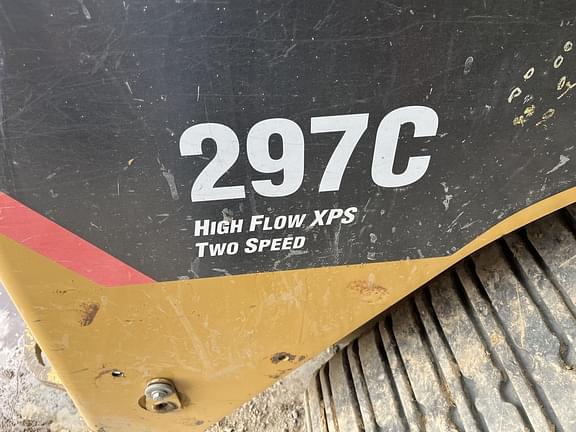 297C
HIGH FLOW XPS
TWO SPEED